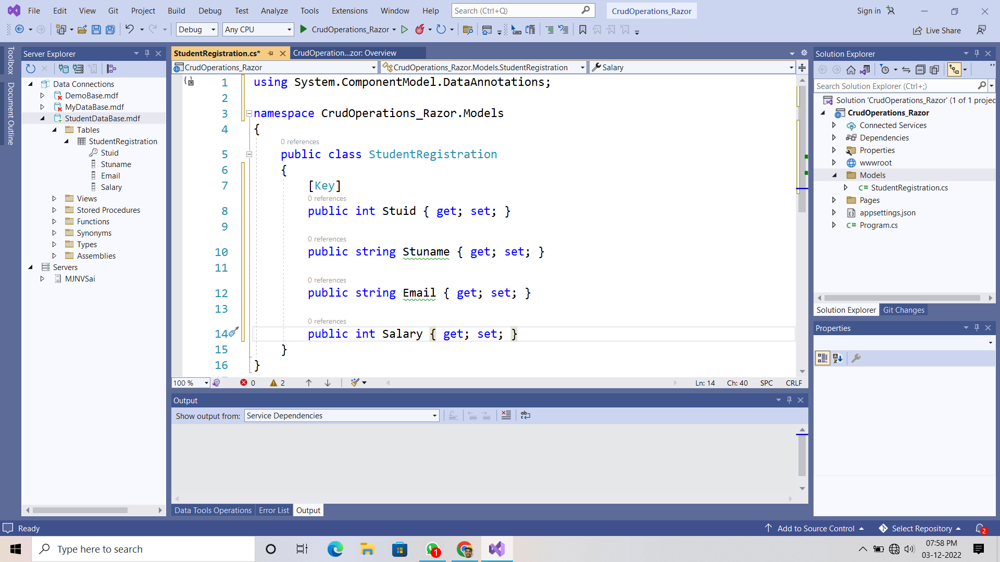 File Edit View Git Project Build Debug Test Analyze Tools Extensions Window Help Search (Ctrl+Q) CrudOperations_Razor Sign in
Debug Any CPU CrudOperations_Razor Live Share
Toolbox
Document Outline
Server Explorer
Data Connections
DemoBase.mdf
MyDataBase.mdf
StudentDataBase.mdf
Tables
StudentRegistration
Stuid
Stuname
Email
Salary
Views
Stored Procedures
Functions
Synonyms
Types
Assemblies
Servers
MJNVSai
StudentRegistration.cs* CrudOperation...zor: Overview
CrudOperations_Razor CrudOperations_Razor.Models.StudentRegistration Salary
1 using System.ComponentModel.DataAnnotations;
2
3 namespace CrudOperations_Razor.Models
4 {
0 references
5 public class StudentRegistration
6 {
7 [Key]
0 references
8 public int Stuid { get; set; }
9
0 references
10 public string Stuname { get; set; }
11
0 references
12 public string Email { get; set; }
13
0 references
14 public int Salary { get; set; }
15 }
16 }
100 % 0 2 Ln: 14 Ch: 40 SPC CRLF
Output
Show output from: Service Dependencies
Data Tools Operations Error List Output
Solution Explorer
Search Solution Explorer (Ctrl+;)
Solution 'CrudOperations_Razor' (1 of 1 projec
CrudOperations_Razor
Connected Services
Dependencies
Properties
wwwroot
Models
C# StudentRegistration.cs
Pages
appsettings.json
C# Program.cs
Solution Explorer Git Changes
Properties
Ready Add to Source Control Select Repository 2
Type here to search 1 07:58 PM
03-12-2022